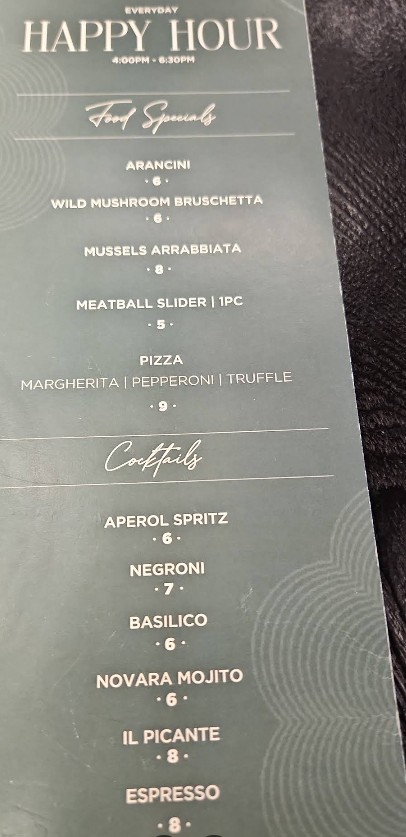 EVERYDAY
HAPPY HOUR
4:00PM - 6:30PM
Food Specials
ARANCINI
· 6 ·
WILD MUSHROOM BRUSCHETTA
· 6 ·
MUSSELS ARRABBIATA
· 8 ·
MEATBALL SLIDER | 1PC
· 5 ·
PIZZA
MARGHERITA | PEPPERONI | TRUFFLE
· 9 ·
Cocktails
APEROL SPRITZ
· 6 ·
NEGRONI
· 7 ·
BASILICO
· 6 ·
NOVARA MOJITO
· 6 ·
IL PICANTE
· 8 ·
ESPRESSO
· 8 ·